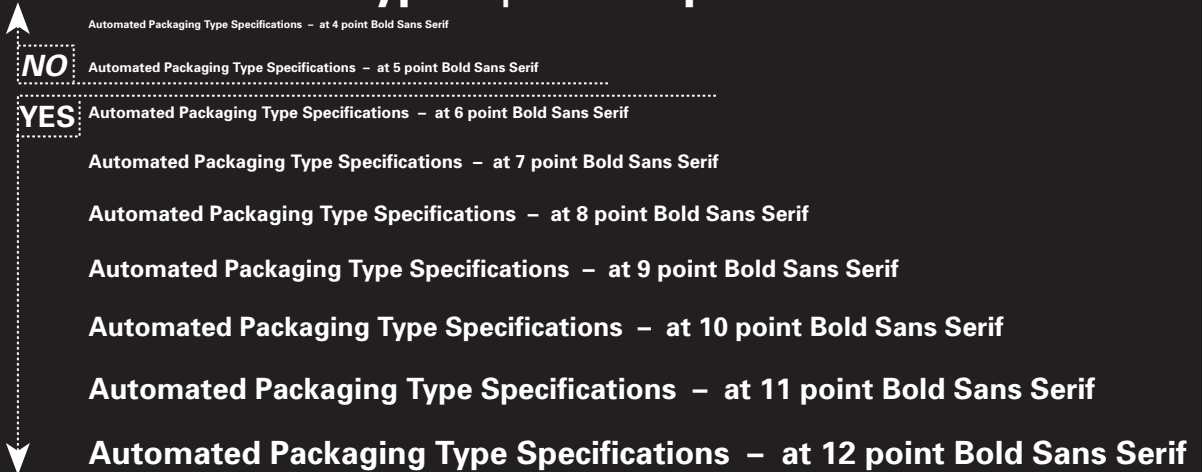 Automated Packaging Type Specifications – at 4 point Bold Sans Serif
NO Automated Packaging Type Specifications – at 5 point Bold Sans Serif
YES Automated Packaging Type Specifications – at 6 point Bold Sans Serif
Automated Packaging Type Specifications – at 7 point Bold Sans Serif
Automated Packaging Type Specifications – at 8 point Bold Sans Serif
Automated Packaging Type Specifications – at 9 point Bold Sans Serif
Automated Packaging Type Specifications – at 10 point Bold Sans Serif
Automated Packaging Type Specifications – at 11 point Bold Sans Serif
Automated Packaging Type Specifications – at 12 point Bold Sans Serif